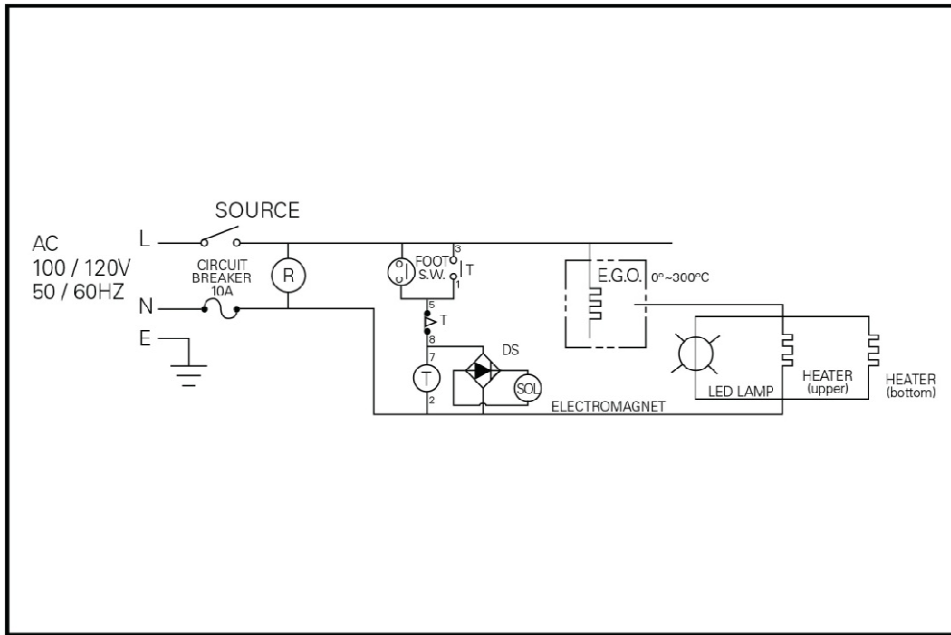 SOURCE
AC
100 / 120V
50 / 60HZ
L
N
E
CIRCUIT
BREAKER
10A
R
FOOT
S.W.
3
T
1
5
T
8
7
T
2
DS
SOL
ELECTROMAGNET
E.G.O.
0°~300°C
LED LAMP
HEATER
(upper)
HEATER
(bottom)